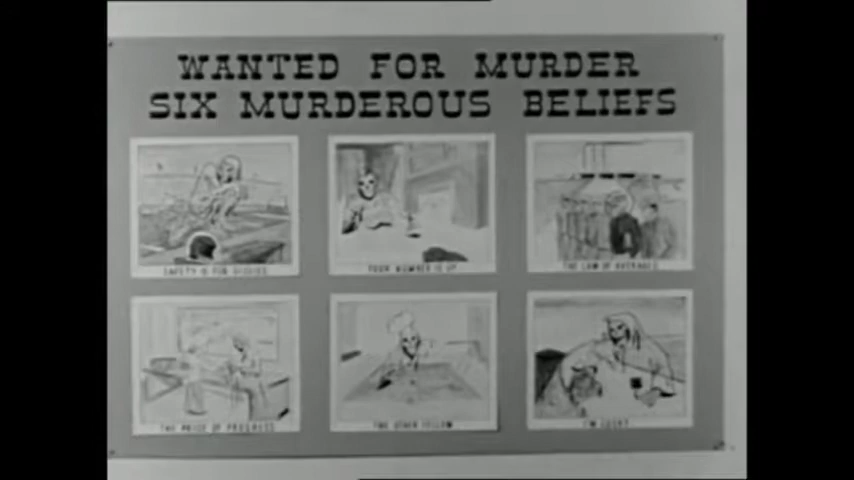 WANTED FOR MURDER
SIX MURDEROUS BELIEFS
SAFETY IS FOR SISSIES
YOUR NUMBER IS UP
THE LAW OF AVERAGES
THE PRICE OF PROGRESS
THE OTHER FELLOW
I'M LUCKY